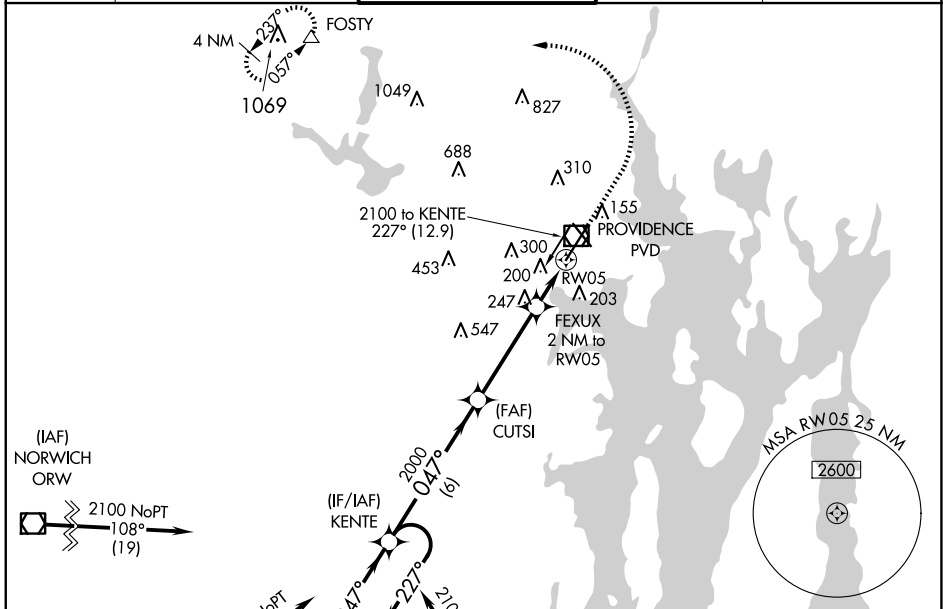 237°
FOSTY
4 NM
057°
1069
1049
827
688
310
2100 to KENTE
227° (12.9)
155
PROVIDENCE
PVD
300
453
200
RW05
247
203
FEXUX
2 NM to
RW05
547
(FAF)
CUTSI
MSA RW05 25 NM
2600
(IAF)
NORWICH
ORW
2100 NoPT
108°
(19)
2000
047°
(6)
(IF/IAF)
KENTE
NoPT
227°